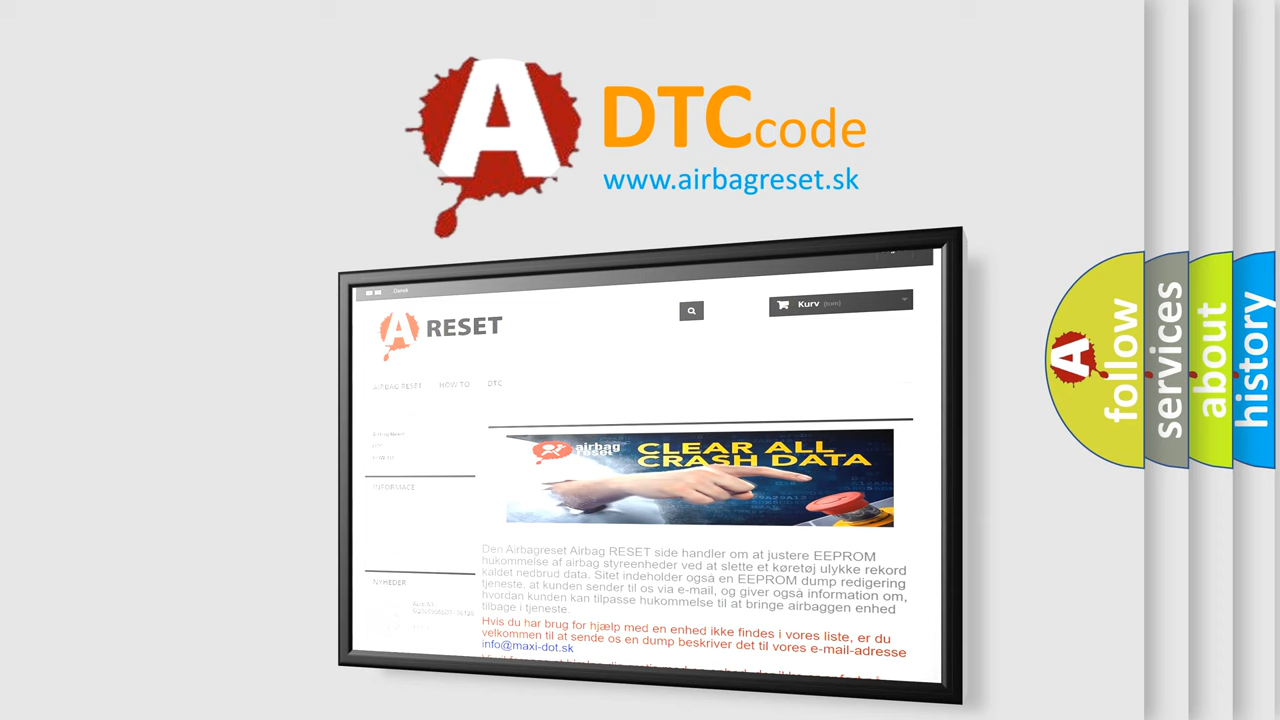 A
DTCcode
www.airbagreset.sk
Dansk
A RESET
Kurv (tom)
AIRBAG RESET HOW TO DTC
airbag
reset
CLEAR ALL
CRASH DATA
INFORMACE
Den Airbagreset Airbag RESET side handler om at justere EEPROM
hukommelse af airbag styreenheder ved at slette et køretøj ulykke rekord
kaldet nedbrud data. Sitet indeholder også en EEPROM dump redigering
tjeneste, at kunden sender til os via e-mail, og giver også information om,
hvordan kunden kan tilpasse hukommelse til at bringe airbaggen enhed
tilbage i tjeneste.
NYHEDER
Hvis du har brug for hjælp med en enhed ikke findes i vores liste, er du
velkommen til at sende os en dump beskriver det til vores e-mail-adresse
info@maxi-dot.sk
A
follow
services
about
history